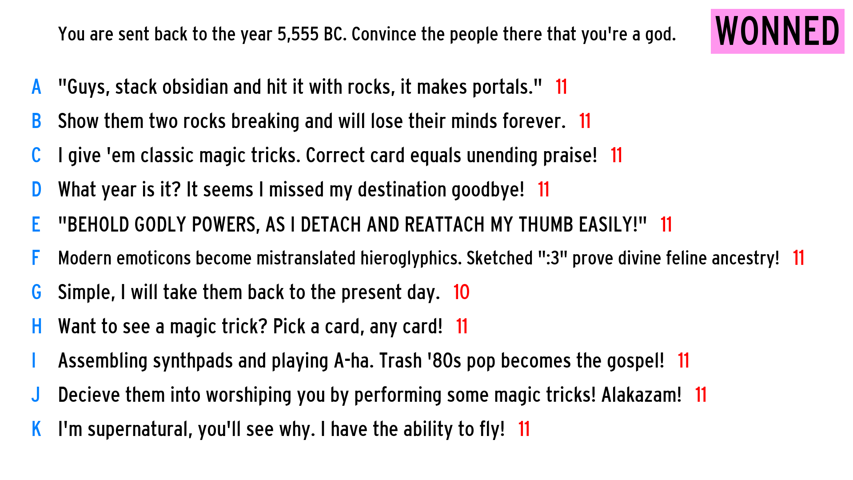 You are sent back to the year 5,555 BC. Convince the people there that you're a god.
WONNED
A "Guys, stack obsidian and hit it with rocks, it makes portals." 11
B Show them two rocks breaking and will lose their minds forever. 11
C I give 'em classic magic tricks. Correct card equals unending praise! 11
D What year is it? It seems I missed my destination goodbye! 11
E "BEHOLD GODLY POWERS, AS I DETACH AND REATTACH MY THUMB EASILY!" 11
F Modern emoticons become mistranslated hieroglyphics. Sketched ":3" prove divine feline ancestry! 11
G Simple, I will take them back to the present day. 10
H Want to see a magic trick? Pick a card, any card! 11
I Assembling synthpads and playing A-ha. Trash '80s pop becomes the gospel! 11
J Decieve them into worshiping you by performing some magic tricks! Alakazam! 11
K I'm supernatural, you'll see why. I have the ability to fly! 11